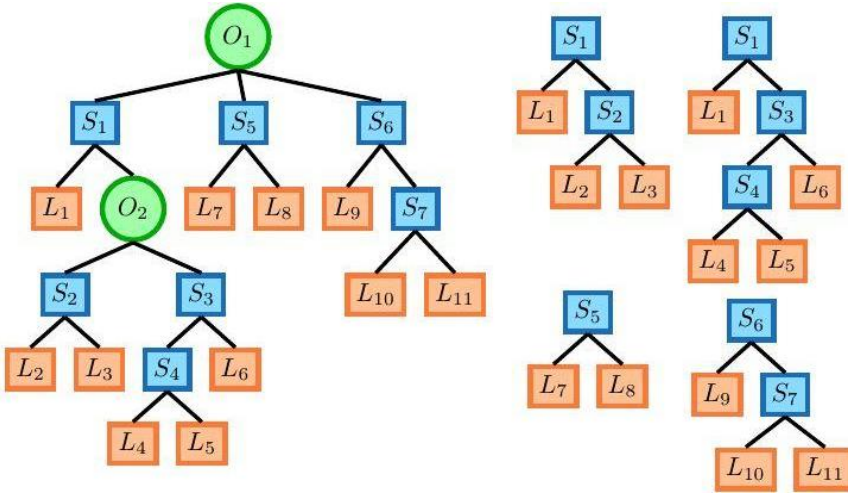 O₁
S₁ S₅ S₆
L₁ O₂ L₇ L₈ L₉ S₇
S₂ S₃ L₁₀ L₁₁
L₂ L₃ S₄ L₆
L₄ L₅
S₁
L₁ S₂
L₂ L₃
S₁
L₁ S₃
S₄ L₆
L₄ L₅
S₅
L₇ L₈
S₆
L₉ S₇
L₁₀ L₁₁